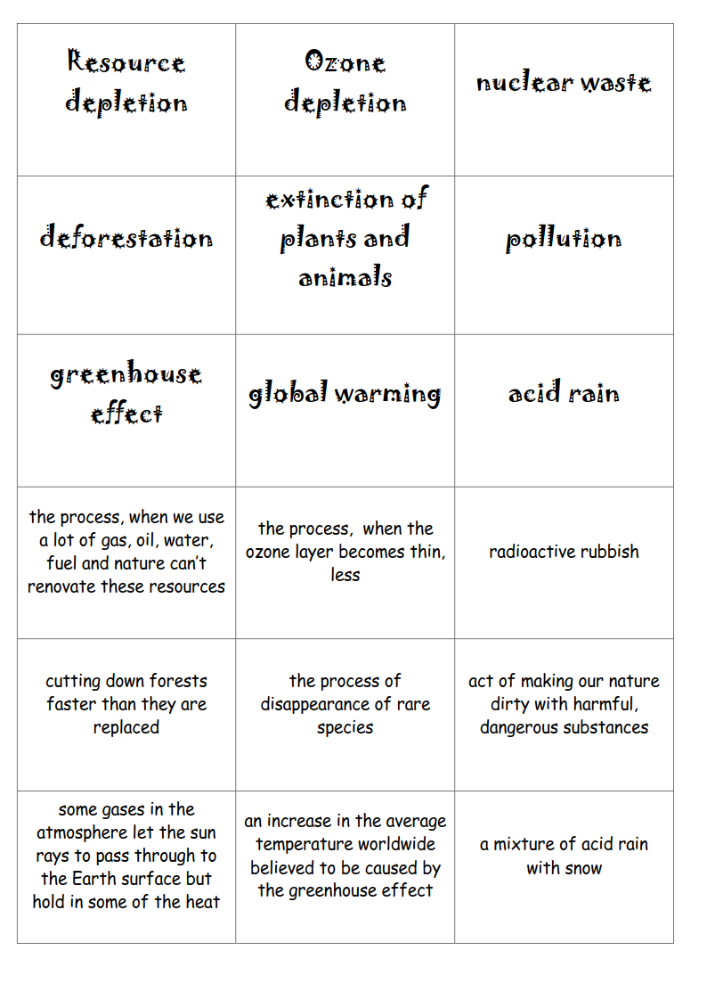 Resource
depletion
Ozone
depletion
nuclear waste
deforestation
extinction of
plants and
animals
pollution
greenhouse
effect
global warming
acid rain
the process, when we use
a lot of gas, oil, water,
fuel and nature can't
renovate these resources
the process, when the
ozone layer becomes thin,
less
radioactive rubbish
cutting down forests
faster than they are
replaced
the process of
disappearance of rare
species
act of making our nature
dirty with harmful,
dangerous substances
some gases in the
atmosphere let the sun
rays to pass through to
the Earth surface but
hold in some of the heat
an increase in the average
temperature worldwide
believed to be caused by
the greenhouse effect
a mixture of acid rain
with snow